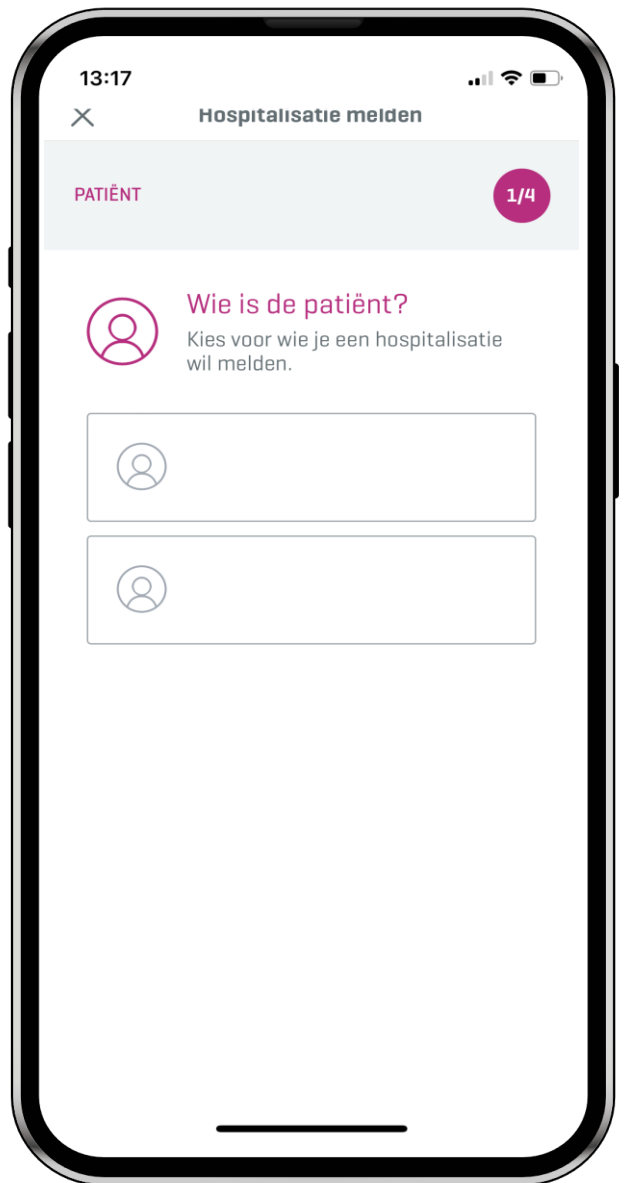 13:17
Hospitalisatie melden
PATIËNT
1/4
Wie is de patiënt?
Kies voor wie je een hospitalisatie
wil melden.